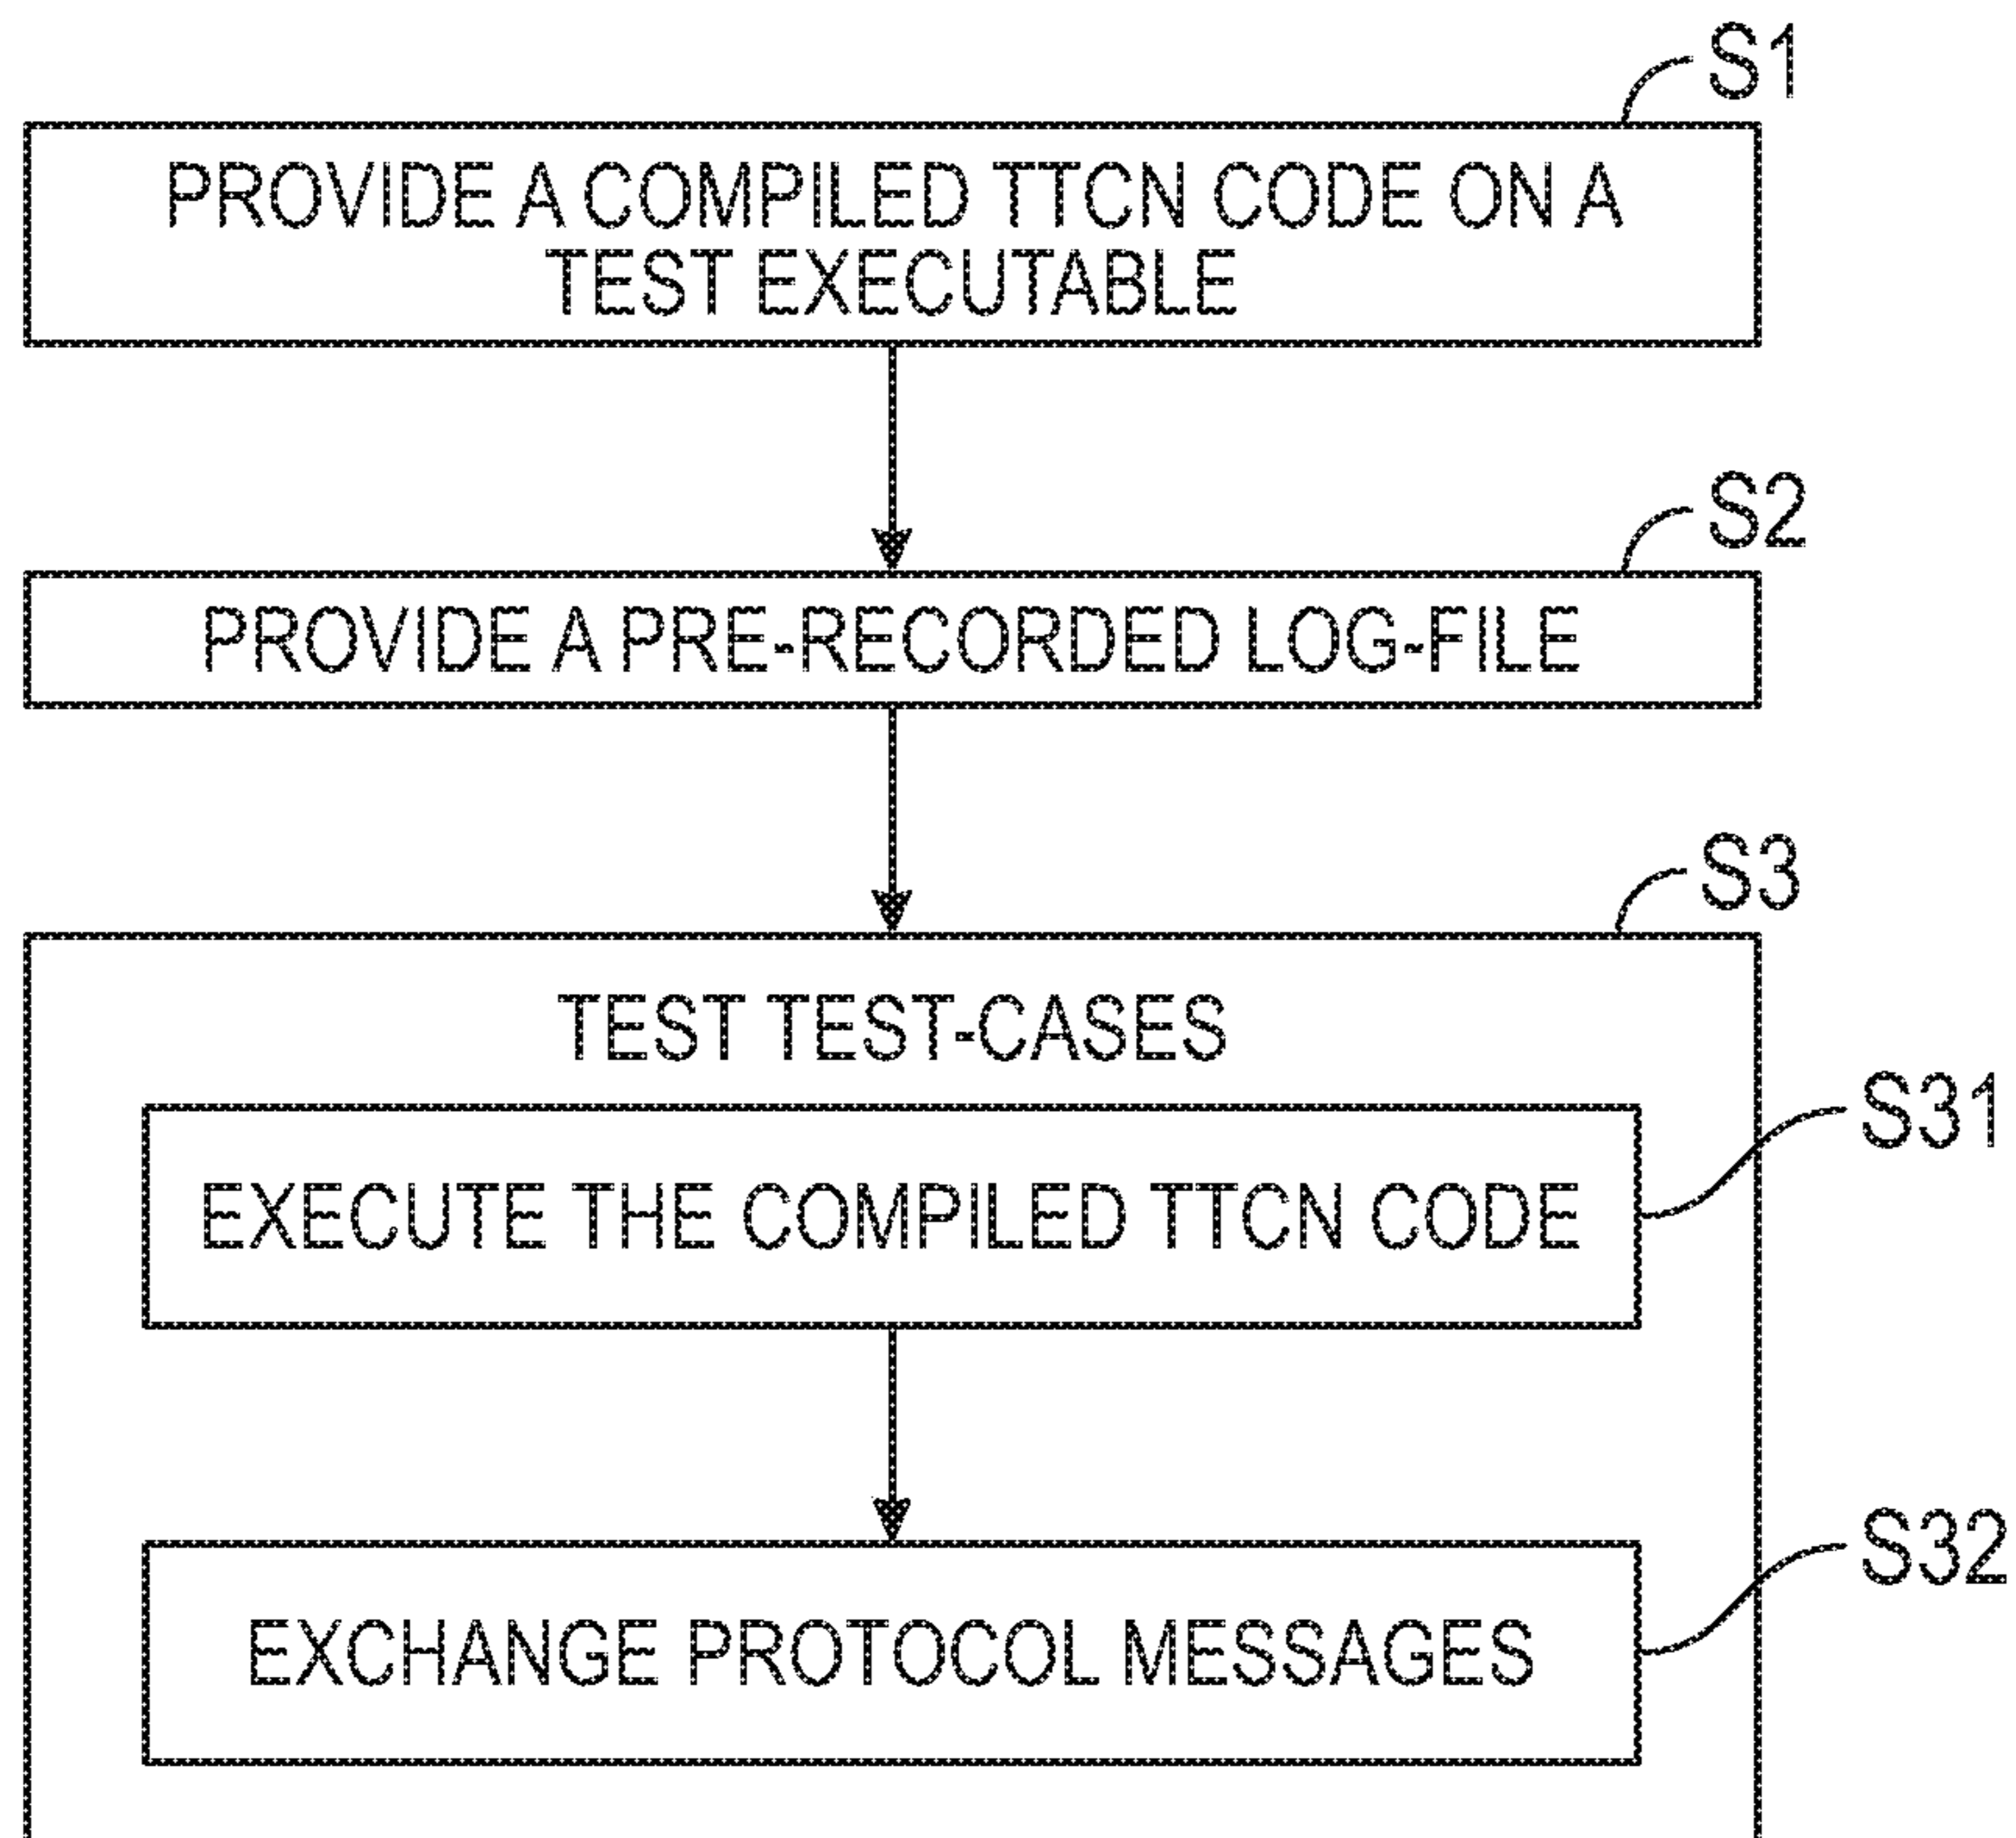 S1
PROVIDE A COMPILED TTCN CODE ON A
TEST EXECUTABLE
S2
PROVIDE A PRE-RECORDED LOG-FILE
S3
TEST TEST-CASES
S31
EXECUTE THE COMPILED TTCN CODE
S32
EXCHANGE PROTOCOL MESSAGES